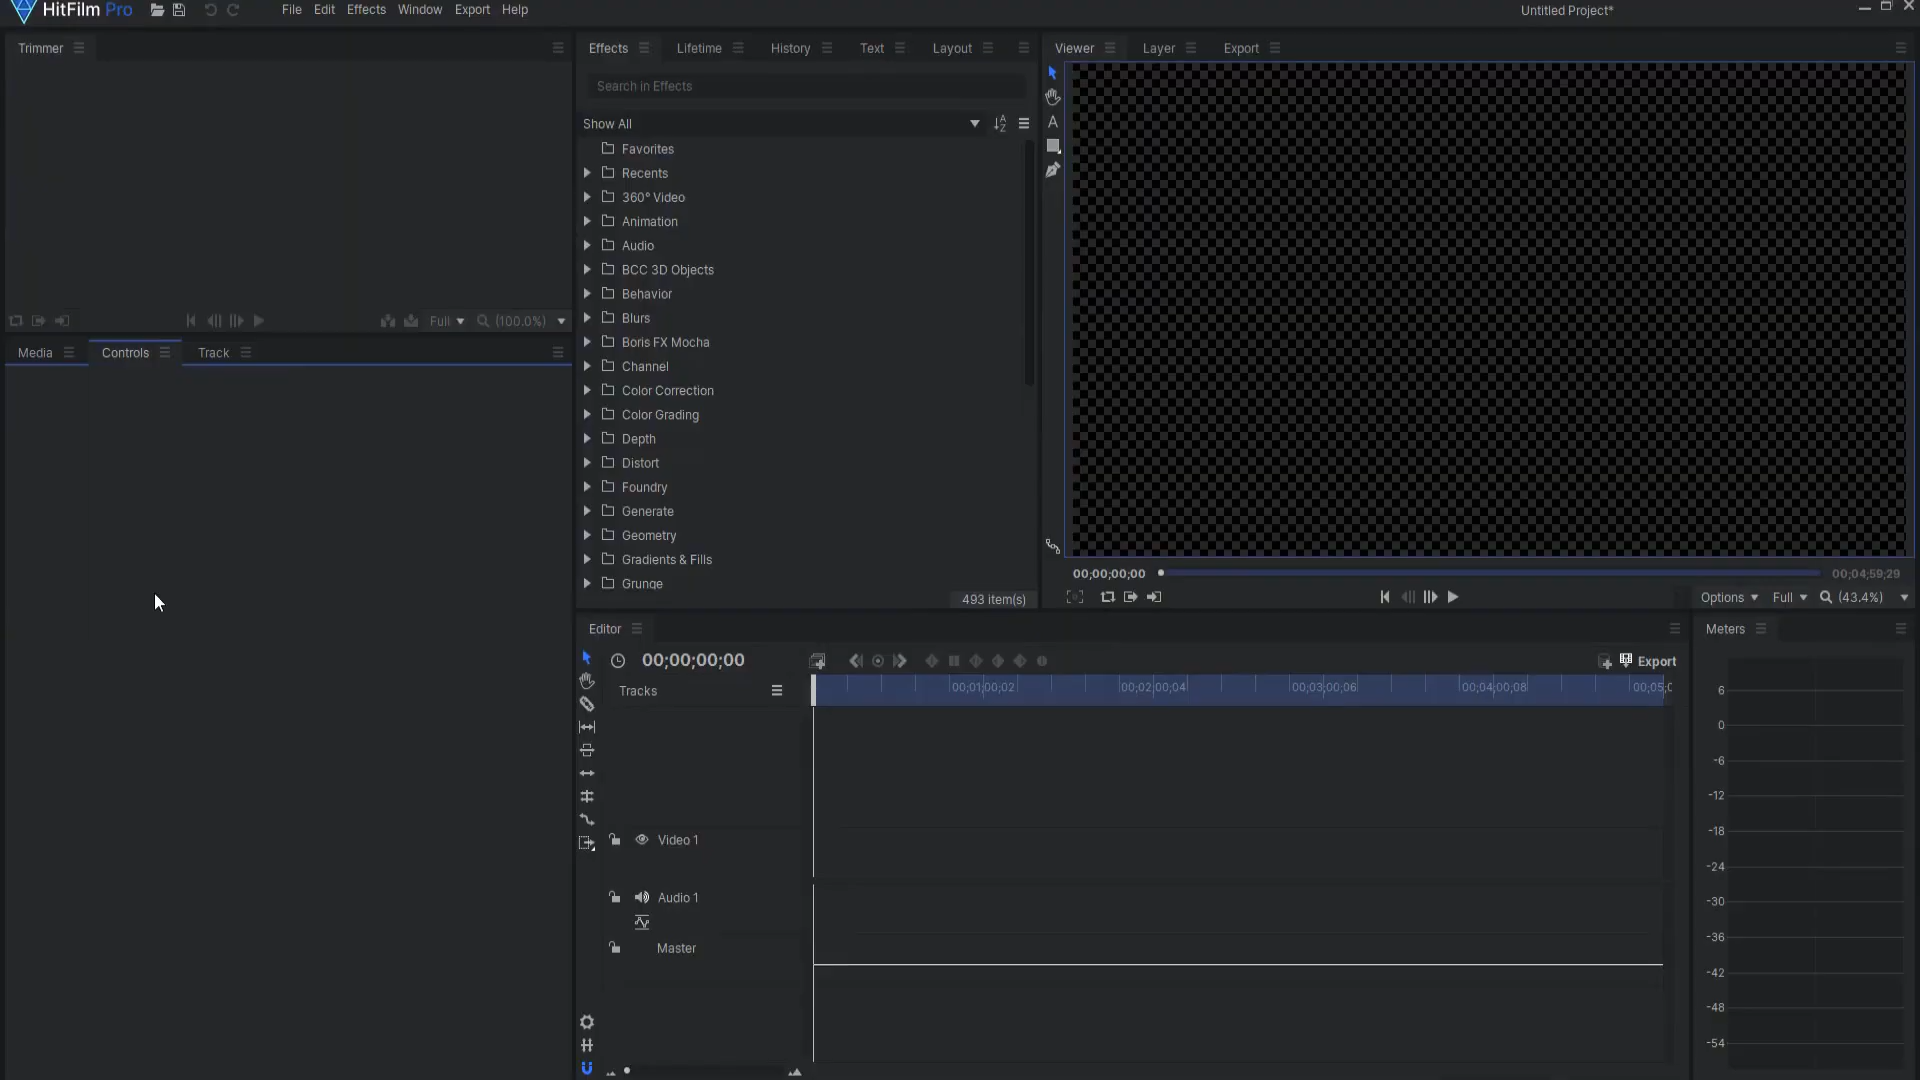 HitFilm Pro File Edit Effects Window Export Help Untitled Project*
Trimmer
Full (100.0%)
Media Controls Track
Effects Lifetime History Text Layout
Search in Effects
Show All
Favorites
Recents
360° Video
Animation
Audio
BCC 3D Objects
Behavior
Blurs
Boris FX Mocha
Channel
Color Correction
Color Grading
Depth
Distort
Foundry
Generate
Geometry
Gradients & Fills
Grunge
493 item(s)
Viewer Layer Export
00;00;00;00 00;04;59;29
Options Full (43.4%)
Editor
00;00;00;00 Export
Tracks 00;01;00;02 00;02;00;04 00;03;00;06 00;04;00;08 00;05;0
Video 1
Audio 1
Master
Meters
6
0
-6
-12
-18
-24
-30
-36
-42
-48
-54